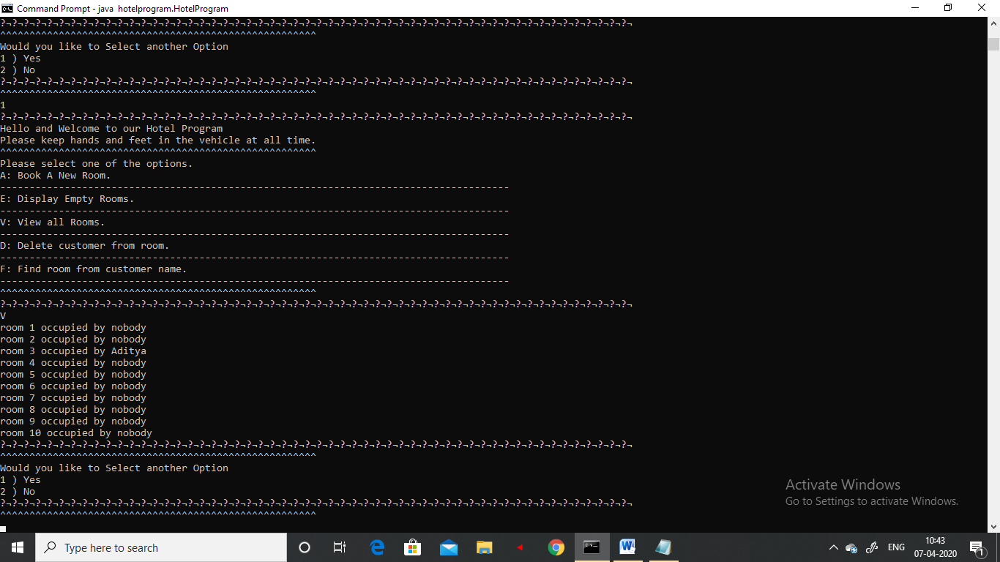 Command Prompt - java hotelprogram.HotelProgram
?¬?¬?¬?¬?¬?¬?¬?¬?¬?¬?¬?¬?¬?¬?¬?¬?¬?¬?¬?¬?¬?¬?¬?¬?¬?¬?¬?¬?¬?¬?¬?¬?¬?¬?¬?¬?¬?¬?¬?¬?¬?¬?¬?¬?¬?¬?¬?¬?¬?¬?¬?¬?¬?¬
^^^^^^^^^^^^^^^^^^^^^^^^^^^^^^^^^^^^^^^^^^^^^^^^^^^^^^
Would you like to Select another Option
1 ) Yes
2 ) No
?¬?¬?¬?¬?¬?¬?¬?¬?¬?¬?¬?¬?¬?¬?¬?¬?¬?¬?¬?¬?¬?¬?¬?¬?¬?¬?¬?¬?¬?¬?¬?¬?¬?¬?¬?¬?¬?¬?¬?¬?¬?¬?¬?¬?¬?¬?¬?¬?¬?¬?¬?¬?¬?¬
^^^^^^^^^^^^^^^^^^^^^^^^^^^^^^^^^^^^^^^^^^^^^^^^^^^^^^
1
?¬?¬?¬?¬?¬?¬?¬?¬?¬?¬?¬?¬?¬?¬?¬?¬?¬?¬?¬?¬?¬?¬?¬?¬?¬?¬?¬?¬?¬?¬?¬?¬?¬?¬?¬?¬?¬?¬?¬?¬?¬?¬?¬?¬?¬?¬?¬?¬?¬?¬?¬?¬?¬?¬
Hello and Welcome to our Hotel Program
Please keep hands and feet in the vehicle at all time.
^^^^^^^^^^^^^^^^^^^^^^^^^^^^^^^^^^^^^^^^^^^^^^^^^^^^^^
Please select one of the options.
A: Book A New Room.
---------------------------------------------------------------------------------------
E: Display Empty Rooms.
---------------------------------------------------------------------------------------
V: View all Rooms.
---------------------------------------------------------------------------------------
D: Delete customer from room.
---------------------------------------------------------------------------------------
F: Find room from customer name.
---------------------------------------------------------------------------------------
^^^^^^^^^^^^^^^^^^^^^^^^^^^^^^^^^^^^^^^^^^^^^^^^^^^^^^
?¬?¬?¬?¬?¬?¬?¬?¬?¬?¬?¬?¬?¬?¬?¬?¬?¬?¬?¬?¬?¬?¬?¬?¬?¬?¬?¬?¬?¬?¬?¬?¬?¬?¬?¬?¬?¬?¬?¬?¬?¬?¬?¬?¬?¬?¬?¬?¬?¬?¬?¬?¬?¬?¬
V
room 1 occupied by nobody
room 2 occupied by nobody
room 3 occupied by Aditya
room 4 occupied by nobody
room 5 occupied by nobody
room 6 occupied by nobody
room 7 occupied by nobody
room 8 occupied by nobody
room 9 occupied by nobody
room 10 occupied by nobody
?¬?¬?¬?¬?¬?¬?¬?¬?¬?¬?¬?¬?¬?¬?¬?¬?¬?¬?¬?¬?¬?¬?¬?¬?¬?¬?¬?¬?¬?¬?¬?¬?¬?¬?¬?¬?¬?¬?¬?¬?¬?¬?¬?¬?¬?¬?¬?¬?¬?¬?¬?¬?¬?¬
^^^^^^^^^^^^^^^^^^^^^^^^^^^^^^^^^^^^^^^^^^^^^^^^^^^^^^
Would you like to Select another Option
1 ) Yes
2 ) No
?¬?¬?¬?¬?¬?¬?¬?¬?¬?¬?¬?¬?¬?¬?¬?¬?¬?¬?¬?¬?¬?¬?¬?¬?¬?¬?¬?¬?¬?¬?¬?¬?¬?¬?¬?¬?¬?¬?¬?¬?¬?¬?¬?¬?¬?¬?¬?¬?¬?¬?¬?¬?¬?¬
^^^^^^^^^^^^^^^^^^^^^^^^^^^^^^^^^^^^^^^^^^^^^^^^^^^^^^
Activate Windows
Go to Settings to activate Windows.
Type here to search
ENG
10:43
07-04-2020
1